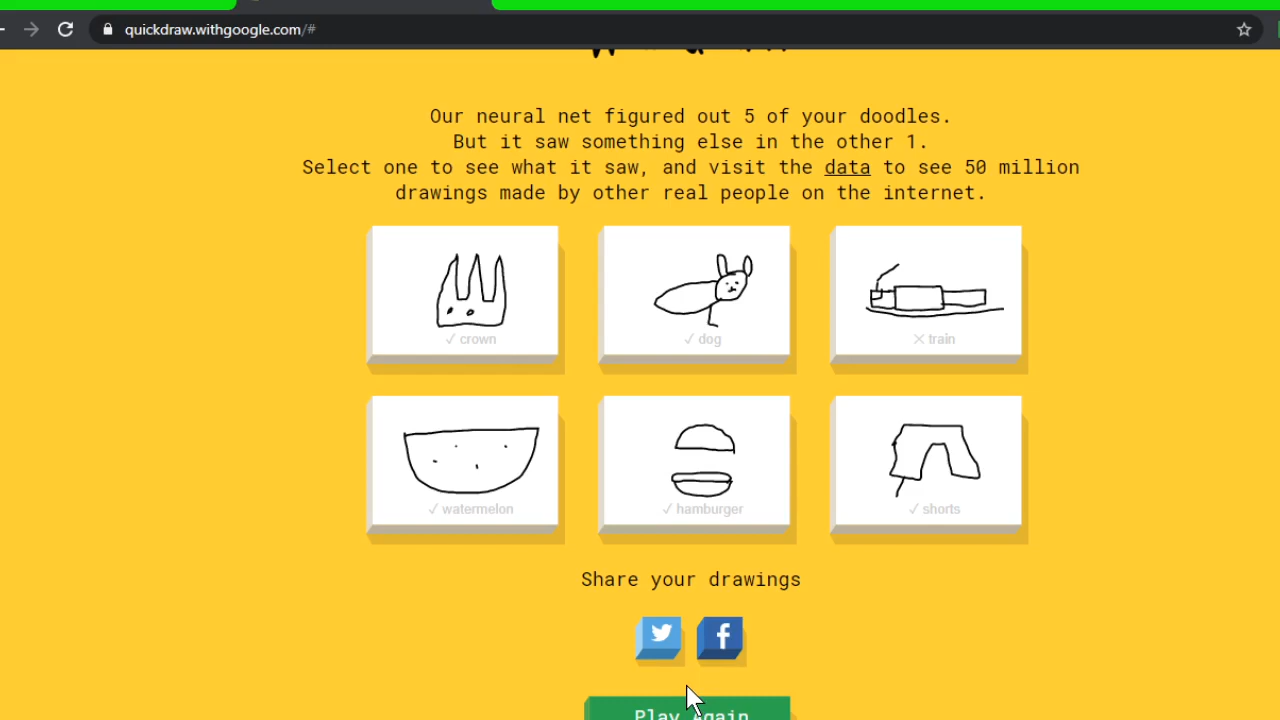 quickdraw.withgoogle.com/#
Our neural net figured out 5 of your doodles.
But it saw something else in the other 1.
Select one to see what it saw, and visit the data to see 50 million
drawings made by other real people on the internet.
✓ crown
✓ dog
✕ train
✓ watermelon
✓ hamburger
✓ shorts
Share your drawings
Play Again